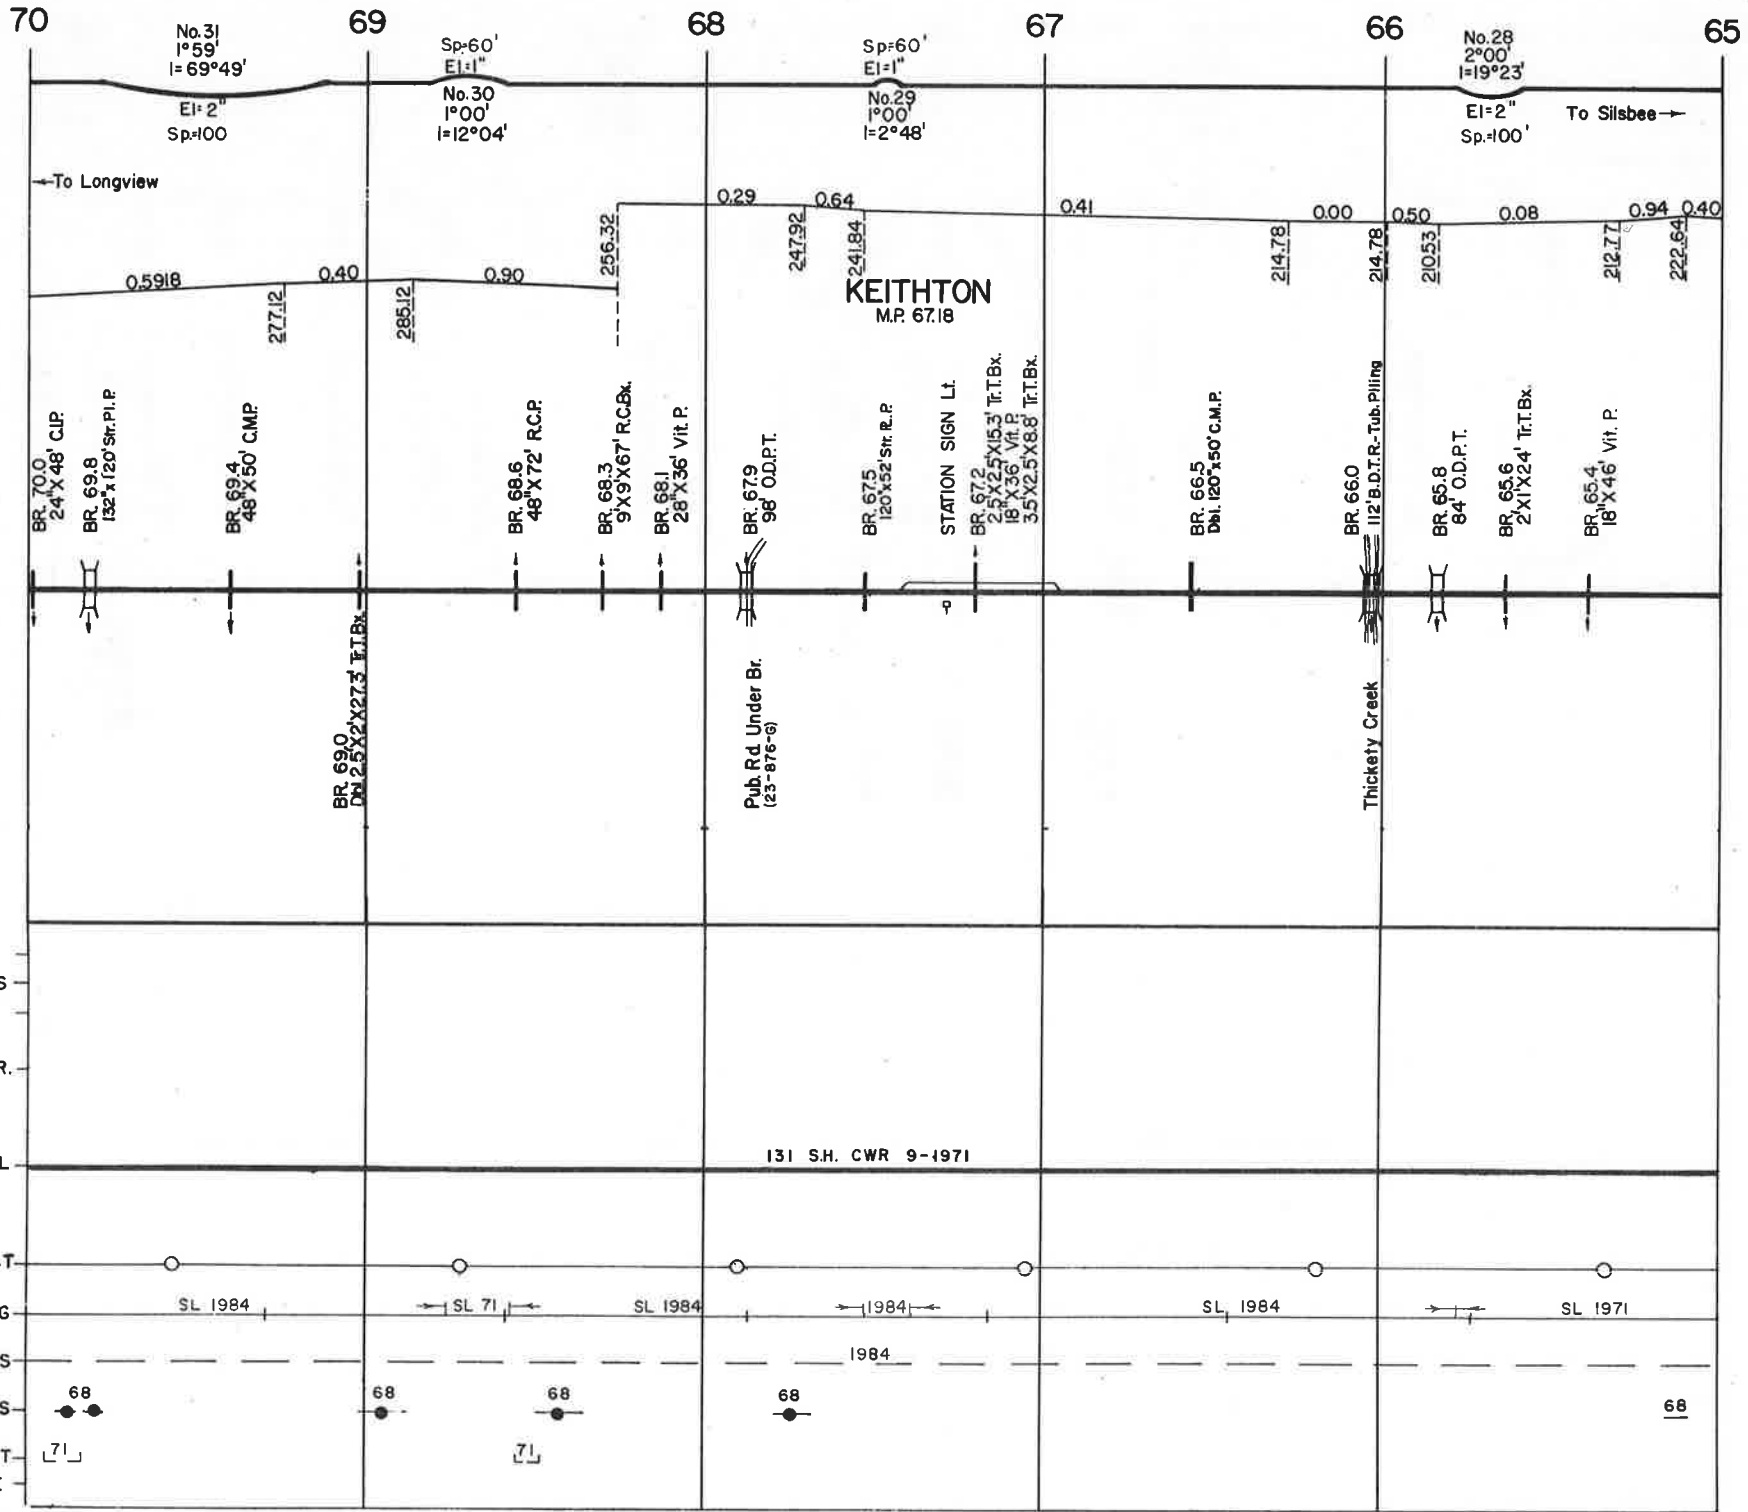 70
69
68
67
66
65
No.31
1°59'
I=69°49'
El=2"
Sp.=100
Sp=60'
El=1"
No.30
1°00'
I=12°04'
Sp=60'
El=1"
No.29
1°00'
I=2°48'
No.28
2°00'
I=19°23'
El=2"
Sp.=100'
To Silsbee→
←To Longview
0.5918
0.40
0.90
0.29
0.64
0.41
0.00
0.50
0.08
0.94
0.40
277.12
285.12
256.32
247.92
241.84
214.78
214.78
210.53
212.77
222.64
KEITHTON
M.P. 67.18
BR. 70.0
24"X 48' C.I.P.
BR. 69.8
132"x 120' Str. Pl. P.
BR. 69.4
48"X50' C.M.P.
BR. 69.0
Dbl. 2.5'X2'X27.3' Tr.T.Bx.
BR. 68.6
48"X72' R.C.P.
BR. 68.3
9'X9'X67' R.C.Bx.
BR. 68.1
28"X36' Vit. P.
BR. 67.9
98' O.D.P.T.
BR. 67.5
120"x52' Str. R. P.
STATION SIGN Lt.
BR. 67.2
2.5'X2.5'X15.3' Tr.T.Bx.
18"X36' Vit. P.
3.5'X2.5'X8.8' Tr.T.Bx.
BR. 66.5
Dbl. 120"x50' C.M.P.
BR. 66.0
112' B.D.T.R.-Tub. Piling
BR. 65.8
84' O.D.P.T.
BR. 65.6
2'X1'X24' Tr.T.Bx.
BR. 65.4
18"X46' Vit. P.
Pub. Rd. Under Br.
(23-876-G)
Thickety Creek
S
R.
L
131 S.H. CWR 9-1971
T
G
SL 1984
SL 71
SL 1984
1984
SL 1984
SL 1971
S
1984
S
68
68
68
68
68
T
71
71